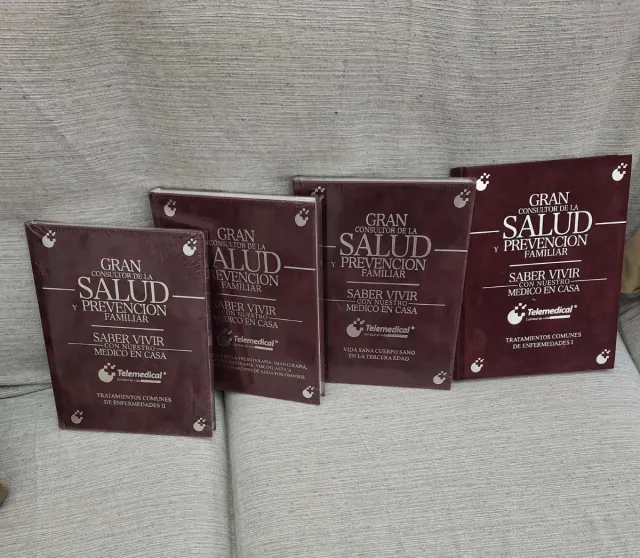 GRAN
CONSULTOR DE LA
SALUD
Y PREVENCION
FAMILIAR
SABER VIVIR
CON NUESTRO
MEDICO EN CASA
Telemedical®
TRATAMIENTOS COMUNES
DE ENFERMEDADES II
GRAN
CONSULTOR DE LA
SALUD
PREVENCION
FAMILIAR
SABER VIVIR
CON NUESTRO
MEDICO EN CASA
Telemedical®
GRAN
CONSULTOR DE LA
SALUD
Y PREVENCION
FAMILIAR
SABER VIVIR
CON NUESTRO
MEDICO EN CASA
Telemedical®
VIDA SANA CUERPO SANO
EN LA TERCERA EDAD
GRAN
CONSULTOR DE LA
SALUD
Y PREVENCION
FAMILIAR
SABER VIVIR
CON NUESTRO
MEDICO EN CASA
Telemedical®
TRATAMIENTOS COMUNES
DE ENFERMEDADES I